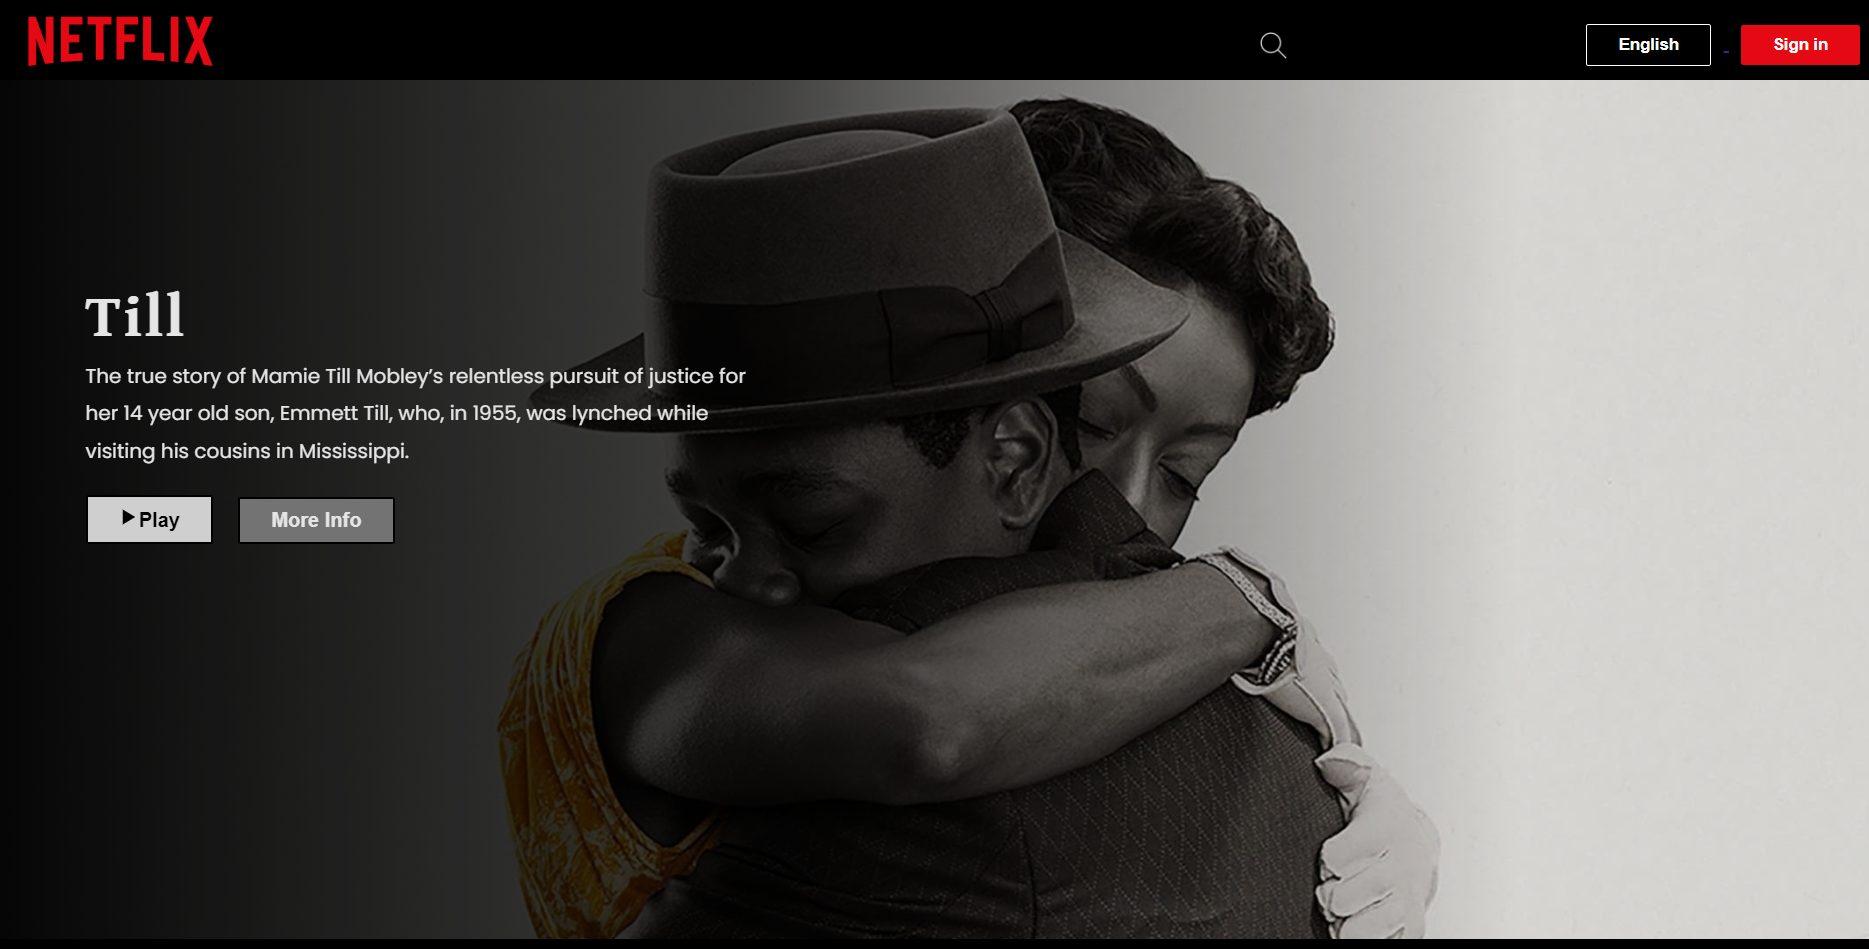 NETFLIX
English
Sign in
Till
The true story of Mamie Till Mobley’s relentless pursuit of justice for
her 14 year old son, Emmett Till, who, in 1955, was lynched while
visiting his cousins in Mississippi.
Play
More Info